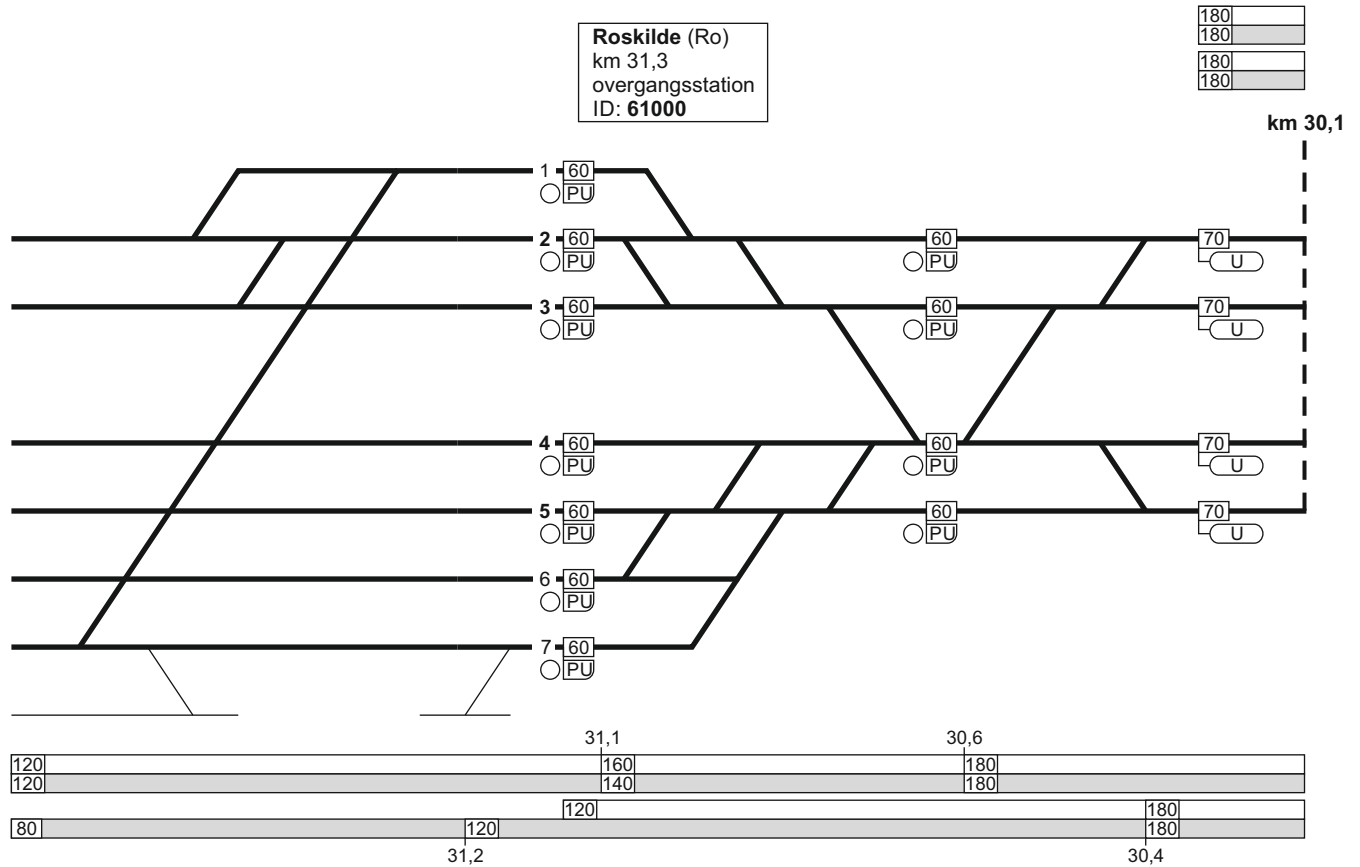 180
180
180
180
Roskilde (Ro)
km 31,3
overgangsstation
ID: 61000
km 30,1
1 60
PU
2 60 60 70
PU PU U
3 60 60 70
PU PU U
4 60 60 70
PU PU U
5 60 60 70
PU PU U
6 60
PU
7 60
PU
31,1 30,6
120 160 180
120 140 180
120 180
80 120 180
31,2 30,4